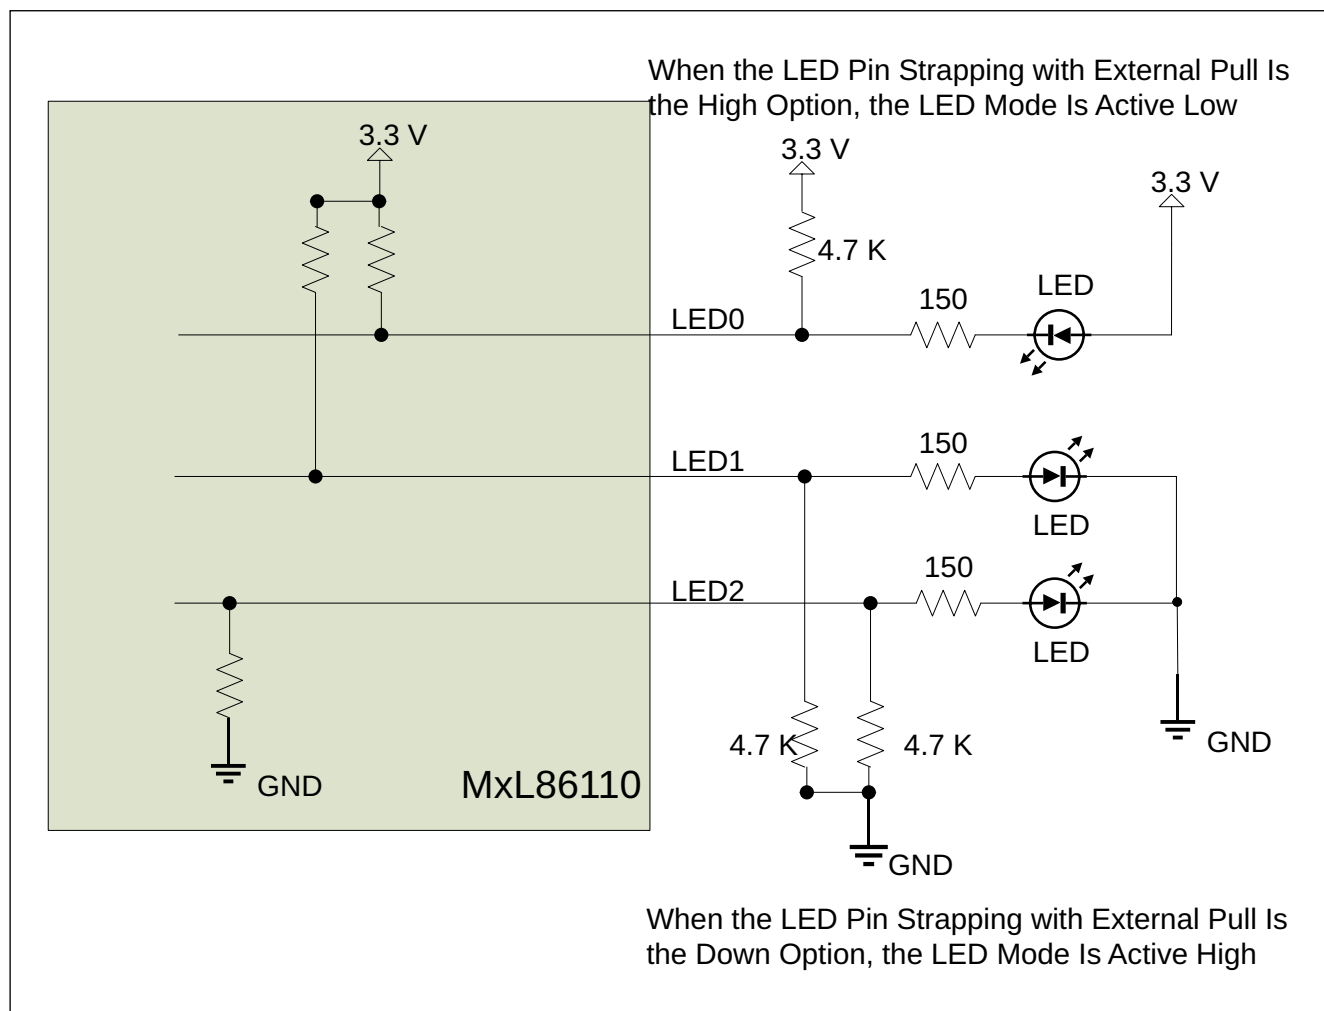 When the LED Pin Strapping with External Pull Is
the High Option, the LED Mode Is Active Low
3.3 V
3.3 V
3.3 V
4.7 K
LED0
150
LED
LED1
150
LED
LED2
150
LED
4.7 K
4.7 K
GND
GND
MxL86110
GND
When the LED Pin Strapping with External Pull Is
the Down Option, the LED Mode Is Active High